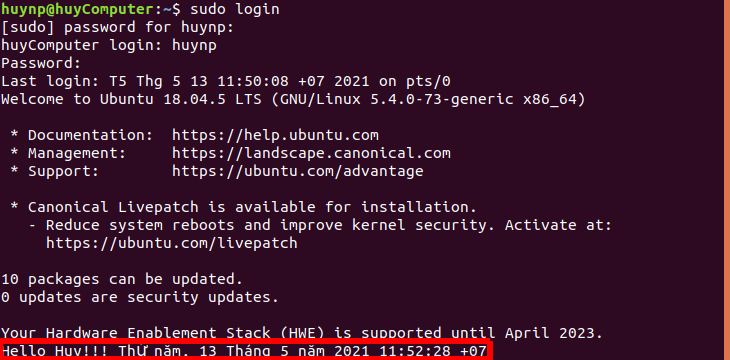 huynp@huyComputer:~$ sudo login
[sudo] password for huynp:
huyComputer login: huynp
Password:
Last login: T5 Thg 5 13 11:50:08 +07 2021 on pts/0
Welcome to Ubuntu 18.04.5 LTS (GNU/Linux 5.4.0-73-generic x86_64)
* Documentation:  https://help.ubuntu.com
* Management:     https://landscape.canonical.com
* Support:        https://ubuntu.com/advantage
* Canonical Livepatch is available for installation.
- Reduce system reboots and improve kernel security. Activate at:
https://ubuntu.com/livepatch
10 packages can be updated.
0 updates are security updates.
Your Hardware Enablement Stack (HWE) is supported until April 2023.
Hello Huy!!! Thứ năm, 13 Tháng 5 năm 2021 11:52:28 +07